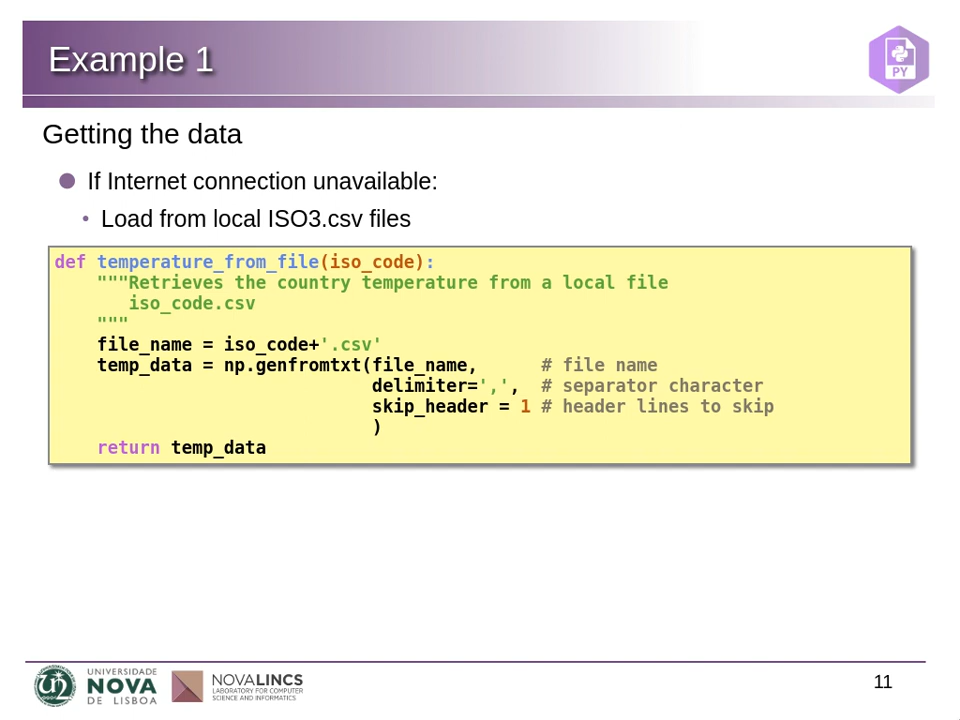 Example 1
PY
Getting the data
● If Internet connection unavailable:
• Load from local ISO3.csv files
def temperature_from_file(iso_code):
    """Retrieves the country temperature from a local file
       iso_code.csv
    """
    file_name = iso_code+'.csv'
    temp_data = np.genfromtxt(file_name,      # file name
                              delimiter=',',  # separator character
                              skip_header = 1 # header lines to skip
                              )
    return temp_data
UNIVERSIDADE
NOVA
DE LISBOA
NOVALINCS
LABORATORY FOR COMPUTER
SCIENCE AND INFORMATICS
11